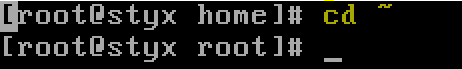 [root@styx home]# cd ~
[root@styx root]# _